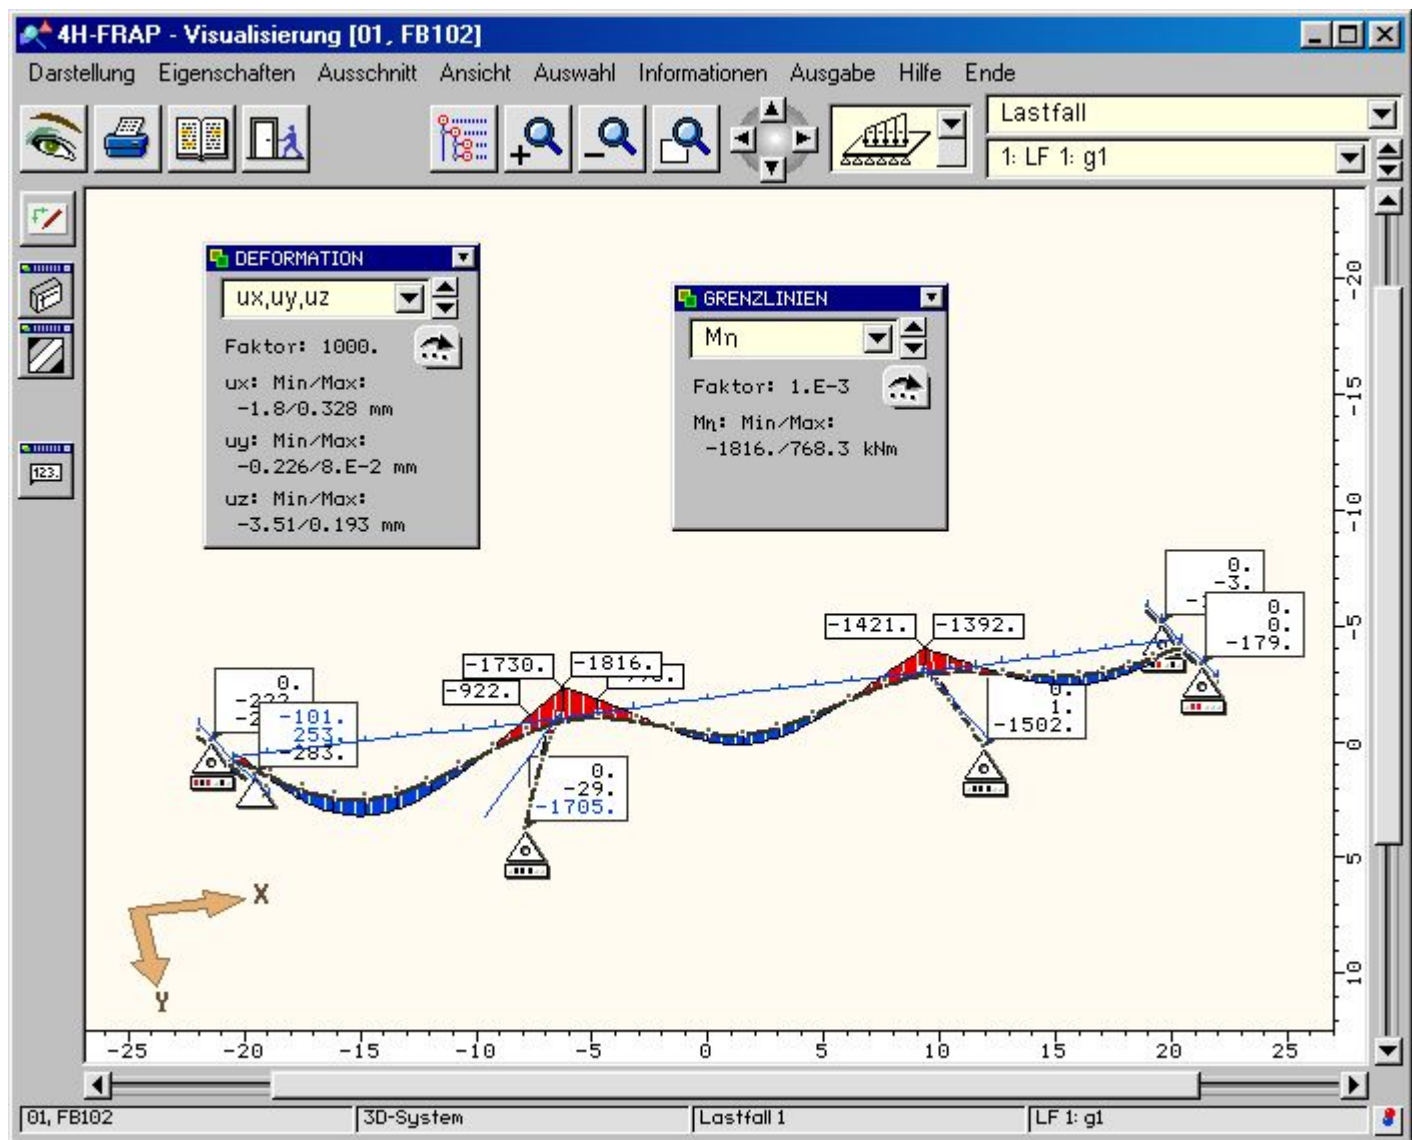 4H-FRAP - Visualisierung [01, FB102]
Darstellung Eigenschaften Ausschnitt Ansicht Auswahl Informationen Ausgabe Hilfe Ende
Lastfall
1: LF 1: g1
123.
DEFORMATION
ux,uy,uz
Faktor: 1000.
ux: Min/Max:
-1.8/0.328 mm
uy: Min/Max:
-0.226/8.E-2 mm
uz: Min/Max:
-3.51/0.193 mm
GRENZLINIEN
Mη
Faktor: 1.E-3
Mη: Min/Max:
-1816./768.3 kNm
-20
-15
-10
-5
0
5
10
0.
-3.
0.
0.
-179.
-1421. -1392.
-1730. -1816.
-922.
0.
-101.
253.
-283.
0.
1.
-1502.
0.
-29.
-1705.
X
Y
-25 -20 -15 -10 -5 0 5 10 15 20 25
01, FB102 3D-System Lastfall 1 LF 1: g1